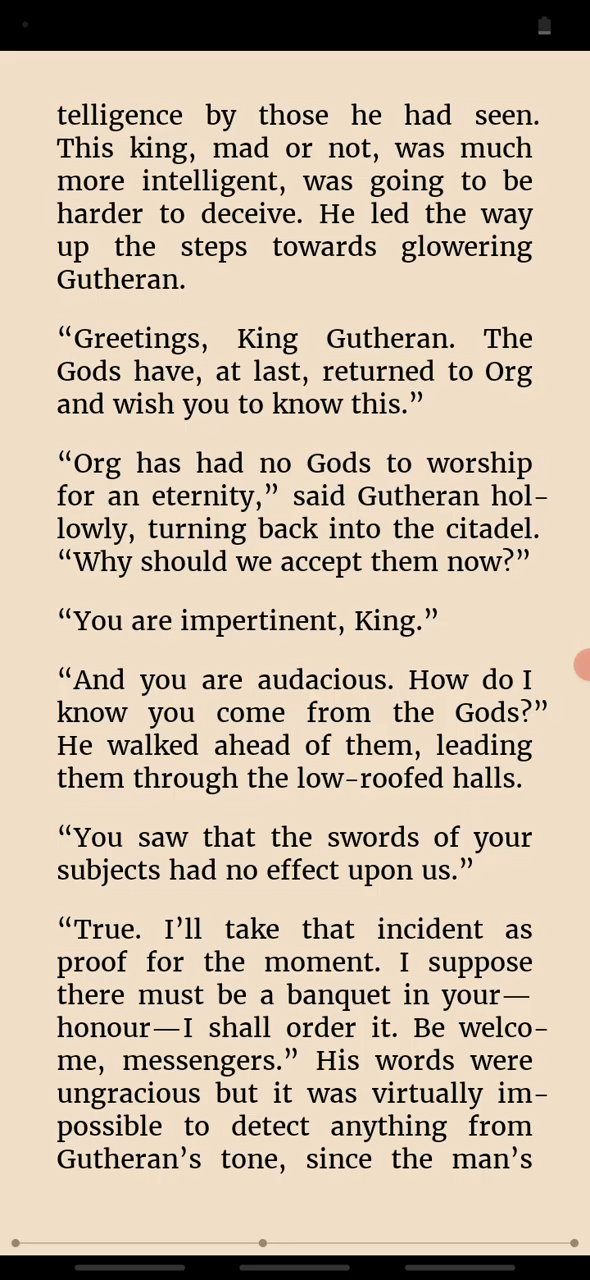 telligence by those he had seen.
This king, mad or not, was much
more intelligent, was going to be
harder to deceive. He led the way
up the steps towards glowering
Gutheran.
“Greetings, King Gutheran. The
Gods have, at last, returned to Org
and wish you to know this.”
“Org has had no Gods to worship
for an eternity,” said Gutheran hol-
lowly, turning back into the citadel.
“Why should we accept them now?”
“You are impertinent, King.”
“And you are audacious. How do I
know you come from the Gods?”
He walked ahead of them, leading
them through the low-roofed halls.
“You saw that the swords of your
subjects had no effect upon us.”
“True. I’ll take that incident as
proof for the moment. I suppose
there must be a banquet in your—
honour—I shall order it. Be welco-
me, messengers.” His words were
ungracious but it was virtually im-
possible to detect anything from
Gutheran’s tone, since the man’s